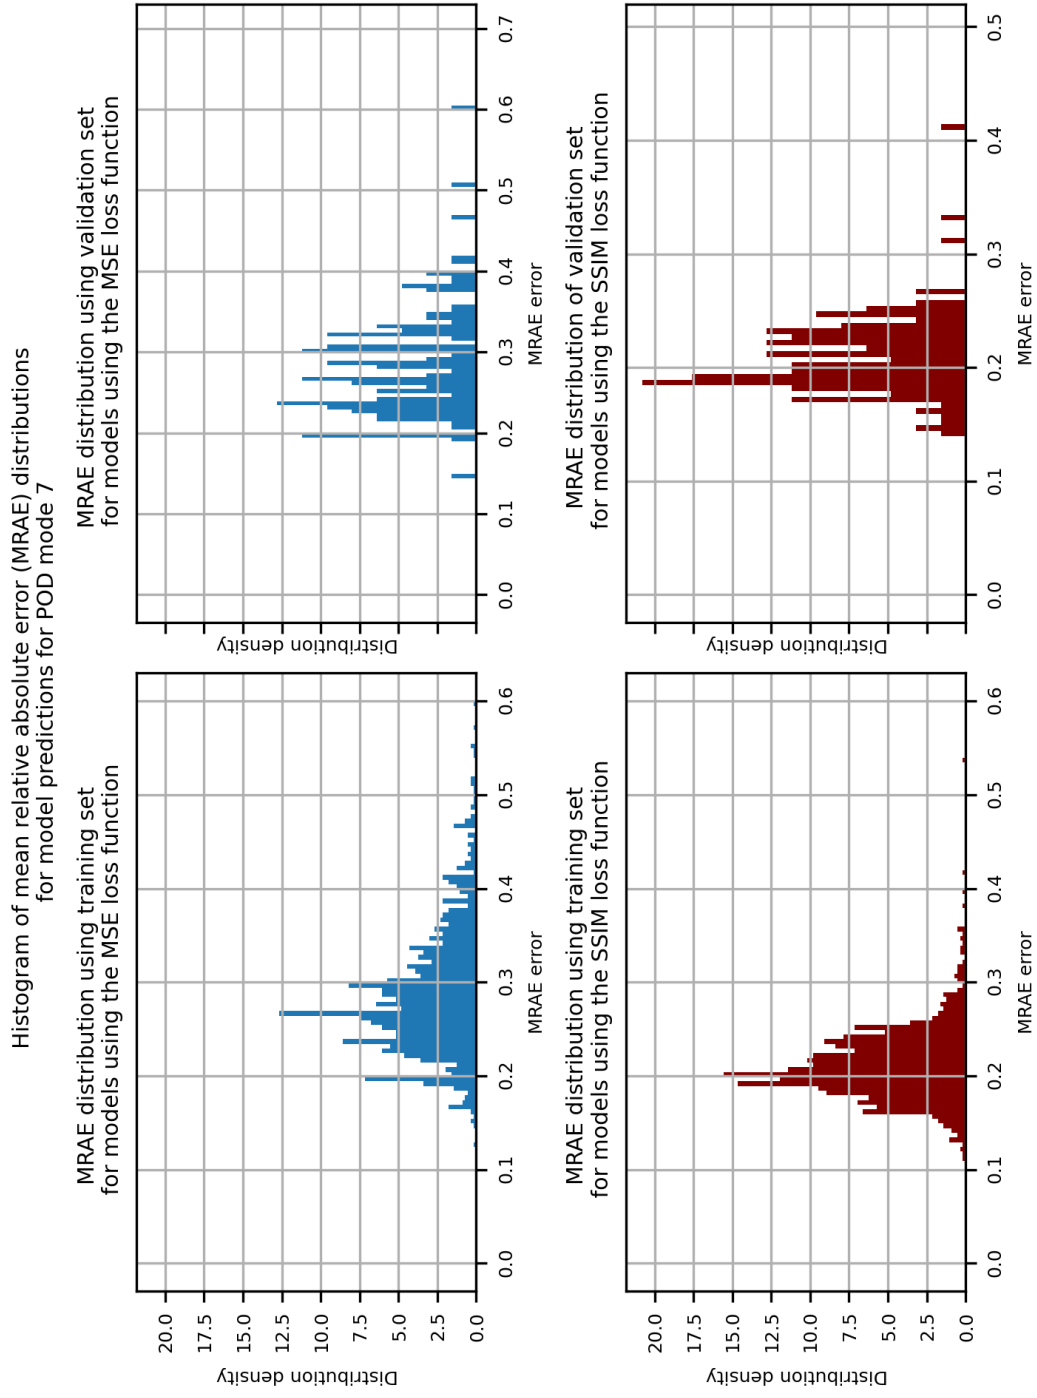 Histogram of mean relative absolute error (MRAE) distributions
for model predictions for POD mode 7
MRAE distribution using training set
for models using the MSE loss function
Distribution density
20.0
17.5
15.0
12.5
10.0
7.5
5.0
2.5
0.0
0.0 0.1 0.2 0.3 0.4 0.5 0.6
MRAE error
MRAE distribution using validation set
for models using the MSE loss function
Distribution density
0.0 0.1 0.2 0.3 0.4 0.5 0.6 0.7
MRAE error
MRAE distribution using training set
for models using the SSIM loss function
Distribution density
20.0
17.5
15.0
12.5
10.0
7.5
5.0
2.5
0.0
0.0 0.1 0.2 0.3 0.4 0.5 0.6
MRAE error
MRAE distribution of validation set
for models using the SSIM loss function
Distribution density
0.0 0.1 0.2 0.3 0.4 0.5
MRAE error